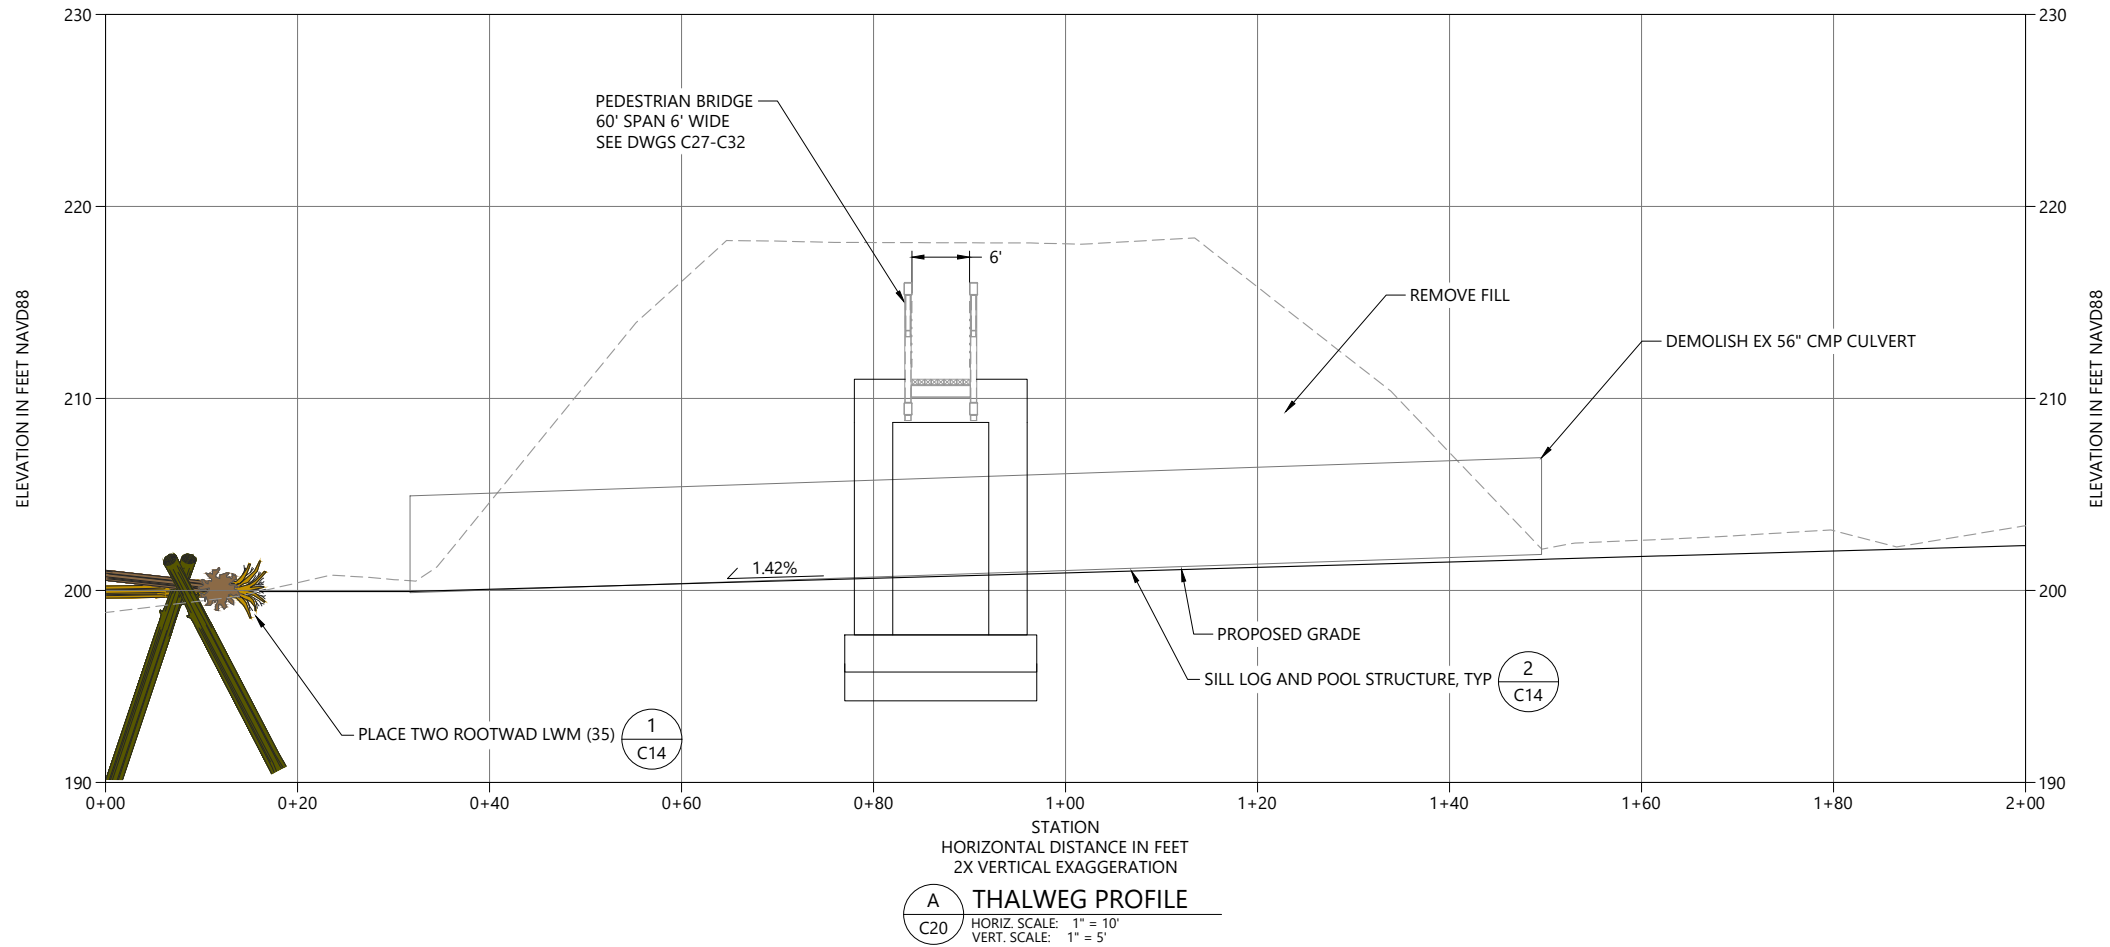 230
230
PEDESTRIAN BRIDGE
60' SPAN 6' WIDE
SEE DWGS C27-C32
220
220
6'
REMOVE FILL
DEMOLISH EX 56" CMP CULVERT
ELEVATION IN FEET NAVD88
ELEVATION IN FEET NAVD88
210
210
1.42%
200
200
PROPOSED GRADE
SILL LOG AND POOL STRUCTURE, TYP
2
C14
PLACE TWO ROOTWAD LWM (35)
1
C14
190
190
0+00
0+20
0+40
0+60
0+80
1+00
1+20
1+40
1+60
1+80
2+00
STATION
HORIZONTAL DISTANCE IN FEET
2X VERTICAL EXAGGERATION
A
C20
THALWEG PROFILE
HORIZ. SCALE: 1" = 10'
VERT. SCALE: 1" = 5'